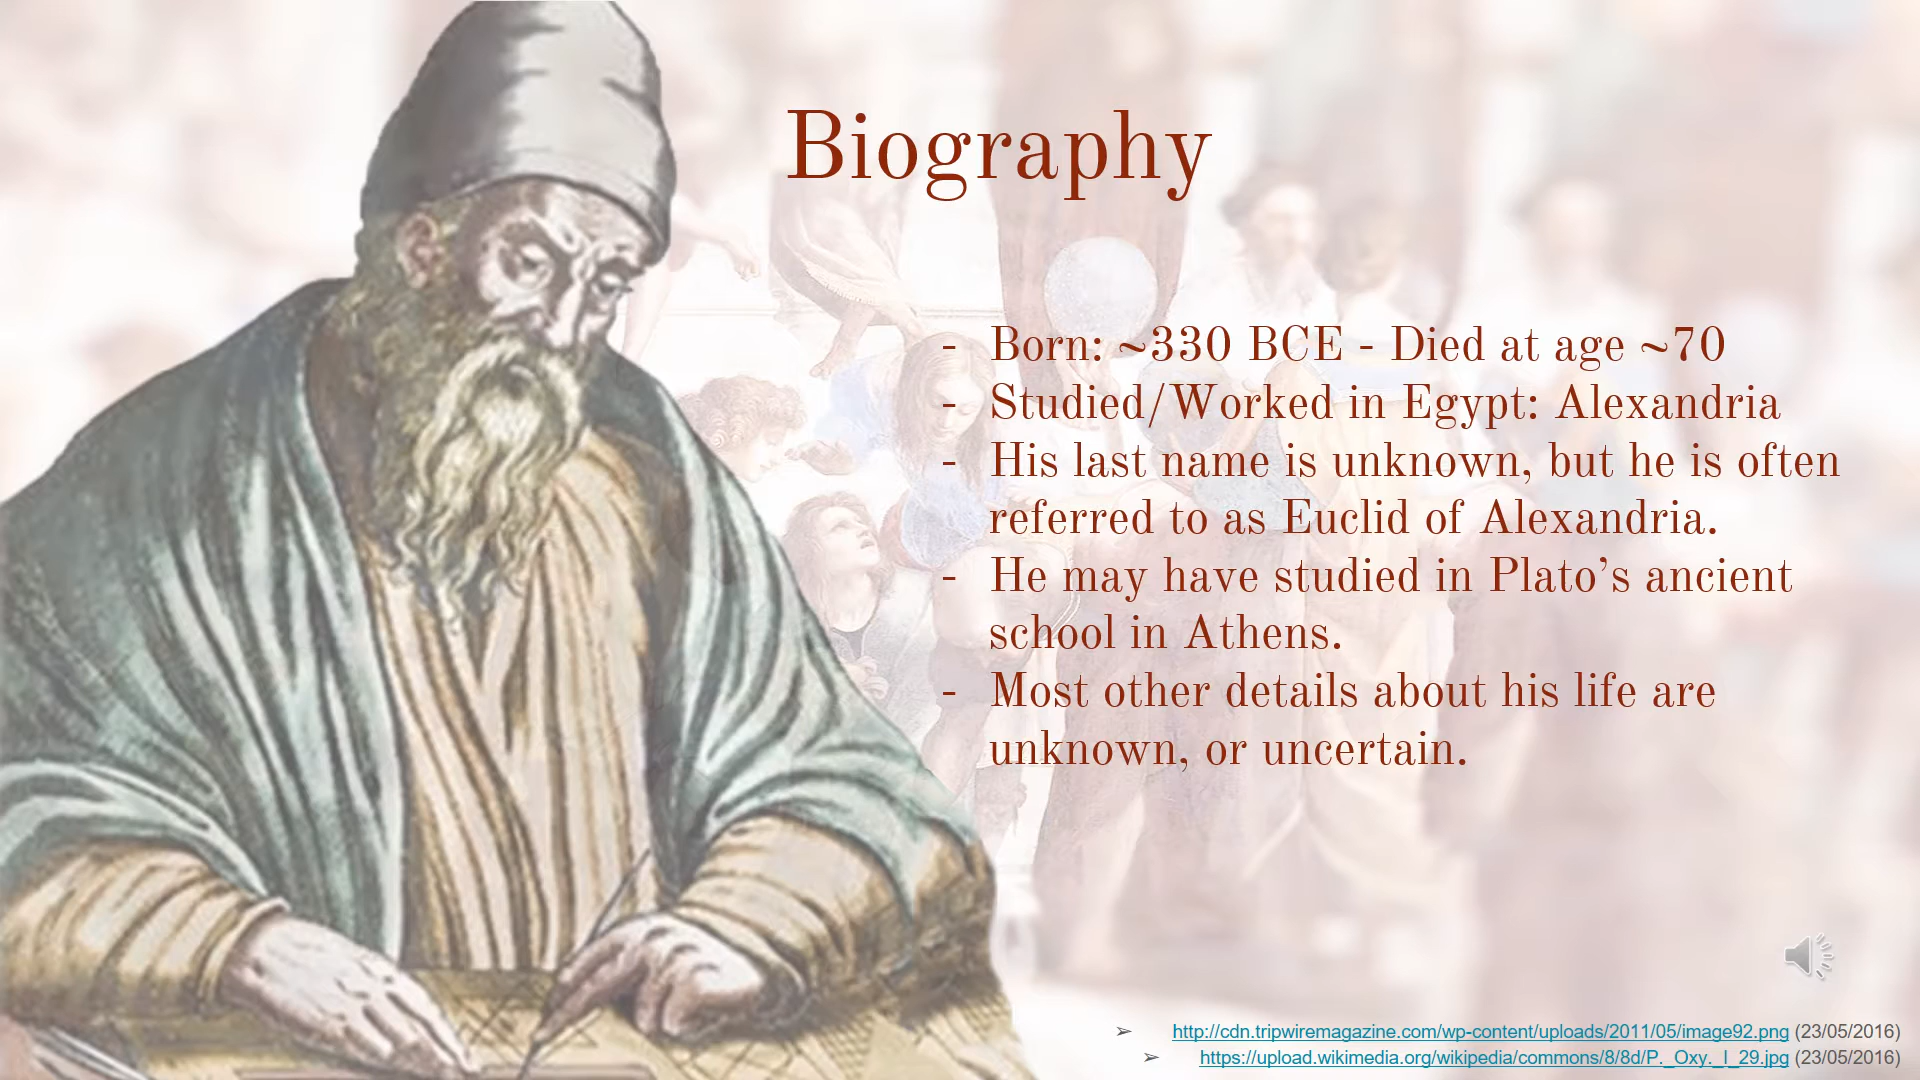 Biography
- Born: ~330 BCE - Died at age ~70
- Studied/Worked in Egypt: Alexandria
- His last name is unknown, but he is often
referred to as Euclid of Alexandria.
- He may have studied in Plato’s ancient
school in Athens.
- Most other details about his life are
unknown, or uncertain.
➢ http://cdn.tripwiremagazine.com/wp-content/uploads/2011/05/image92.png (23/05/2016)
➢ https://upload.wikimedia.org/wikipedia/commons/8/8d/P._Oxy._I_29.jpg (23/05/2016)